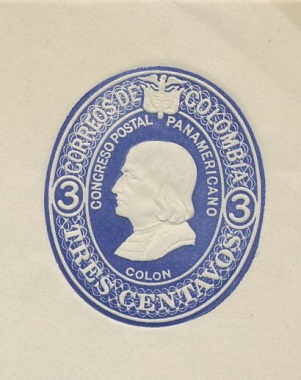 CORREOS DE COLOMBIA
CONGRESO POSTAL PANAMERICANO
3 3
COLON
TRES CENTAVOS